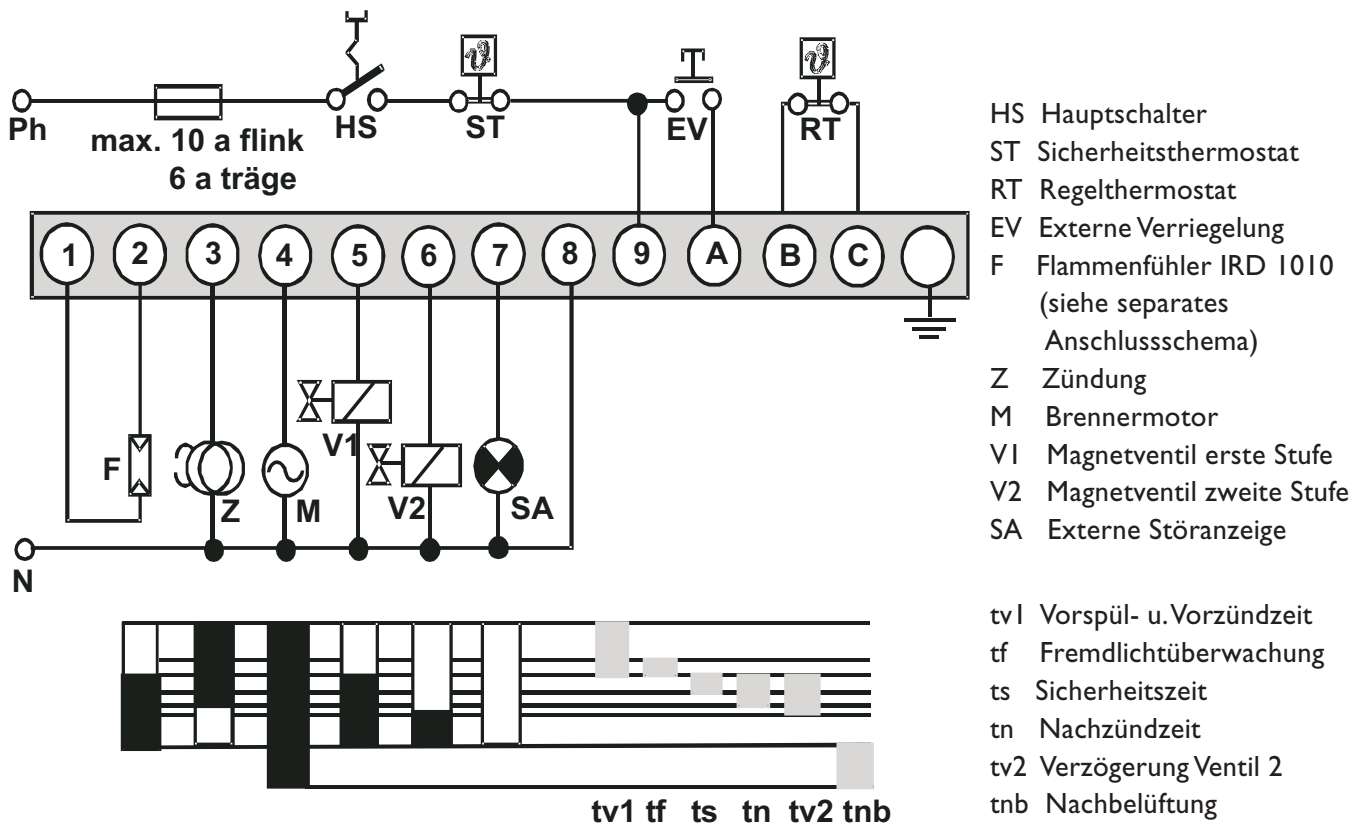 Ph
max. 10 a flink
6 a träge
HS
ST
EV
RT
1 2 3 4 5 6 7 8 9 A B C
F
Z
M
V1
V2
SA
N
tv1 tf ts tn tv2 tnb
HS Hauptschalter
ST Sicherheitsthermostat
RT Regelthermostat
EV Externe Verriegelung
F Flammenfühler IRD 1010
(siehe separates
Anschlussschema)
Z Zündung
M Brennermotor
V1 Magnetventil erste Stufe
V2 Magnetventil zweite Stufe
SA Externe Störanzeige
tv1 Vorspül- u. Vorzündzeit
tf Fremdlichtüberwachung
ts Sicherheitszeit
tn Nachzündzeit
tv2 Verzögerung Ventil 2
tnb Nachbelüftung